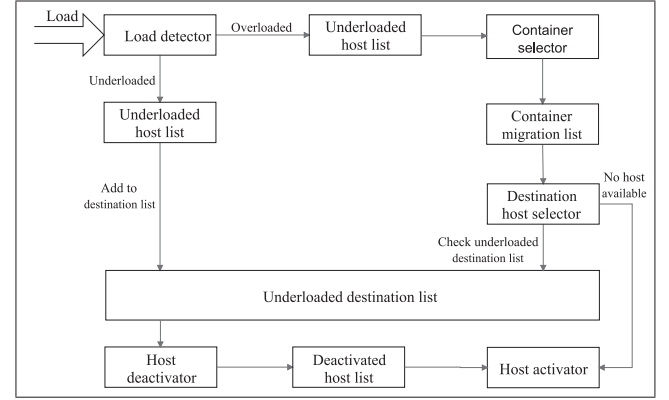 Load
Load detector
Overloaded
Underloaded
host list
Container
selector
Underloaded
Underloaded
host list
Container
migration list
Add to
destination list
Destination
host selector
No host
available
Check underloaded
destination list
Underloaded destination list
Host
deactivator
Deactivated
host list
Host activator